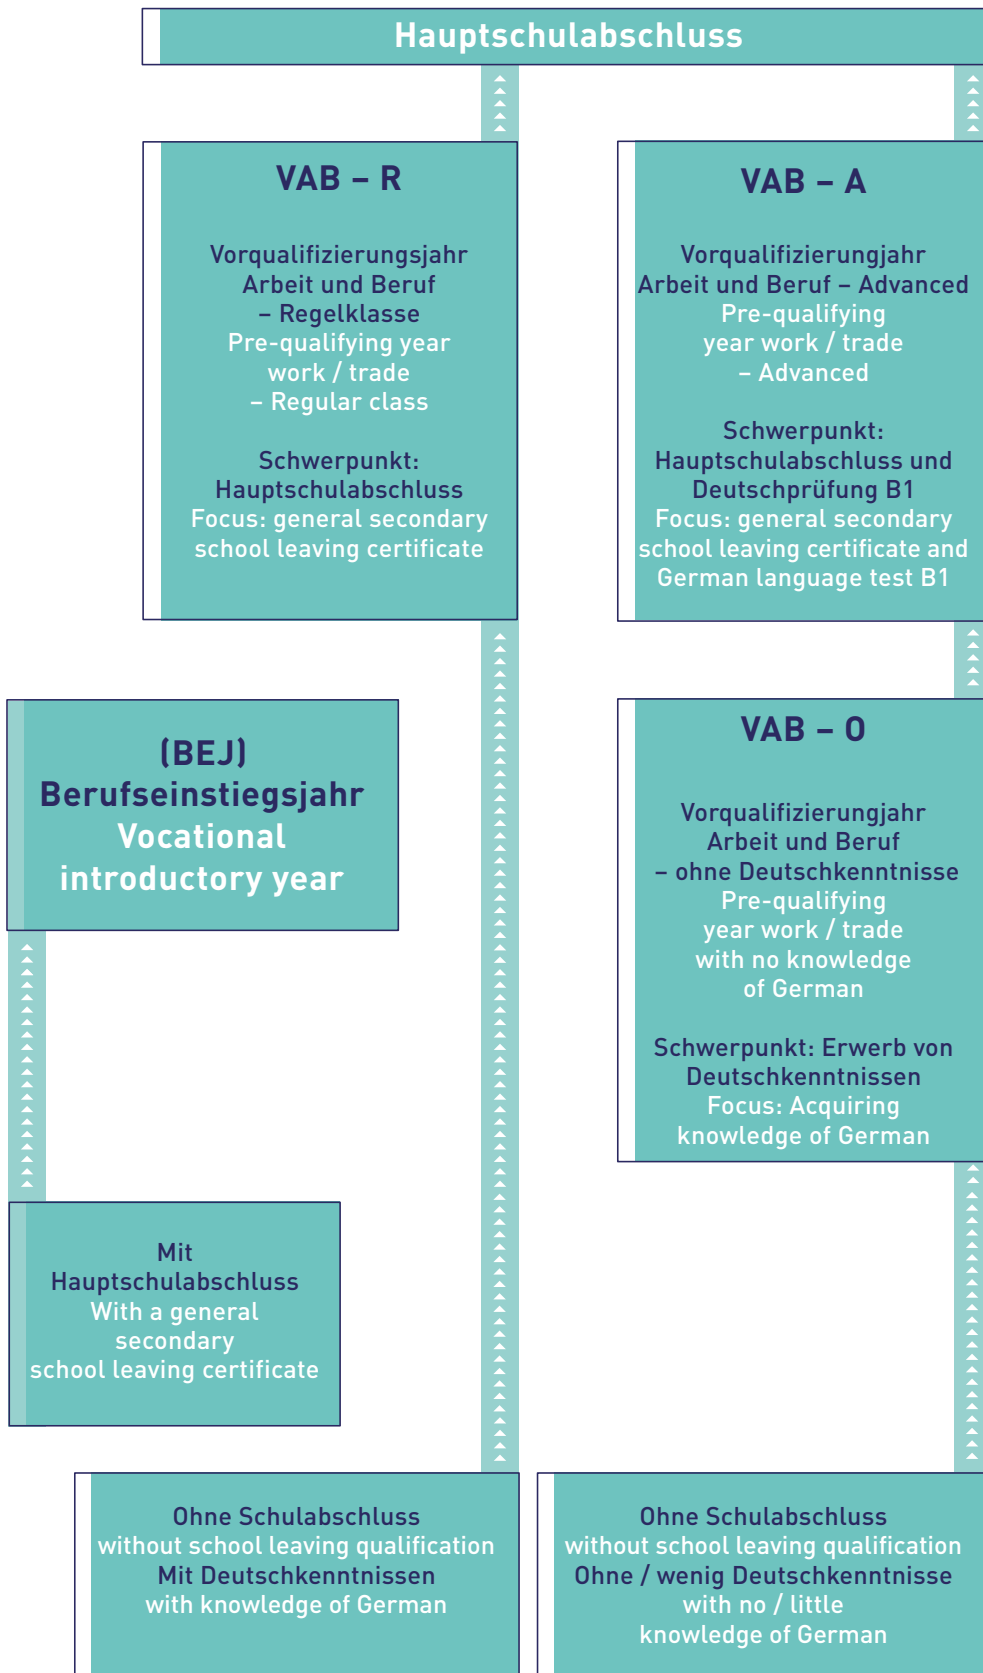 Hauptschulabschluss
VAB – R
Vorqualifizierungsjahr
Arbeit und Beruf
– Regelklasse
Pre-qualifying year
work / trade
– Regular class
Schwerpunkt:
Hauptschulabschluss
Focus: general secondary
school leaving certificate
VAB – A
Vorqualifizierungjahr
Arbeit und Beruf – Advanced
Pre-qualifying
year work / trade
– Advanced
Schwerpunkt:
Hauptschulabschluss und
Deutschprüfung B1
Focus: general secondary
school leaving certificate and
German language test B1
(BEJ)
Berufseinstiegsjahr
Vocational
introductory year
VAB – O
Vorqualifizierungjahr
Arbeit und Beruf
– ohne Deutschkenntnisse
Pre-qualifying
year work / trade
with no knowledge
of German
Schwerpunkt: Erwerb von
Deutschkenntnissen
Focus: Acquiring
knowledge of German
Mit
Hauptschulabschluss
With a general
secondary
school leaving certificate
Ohne Schulabschluss
without school leaving qualification
Mit Deutschkenntnissen
with knowledge of German
Ohne Schulabschluss
without school leaving qualification
Ohne / wenig Deutschkenntnisse
with no / little
knowledge of German